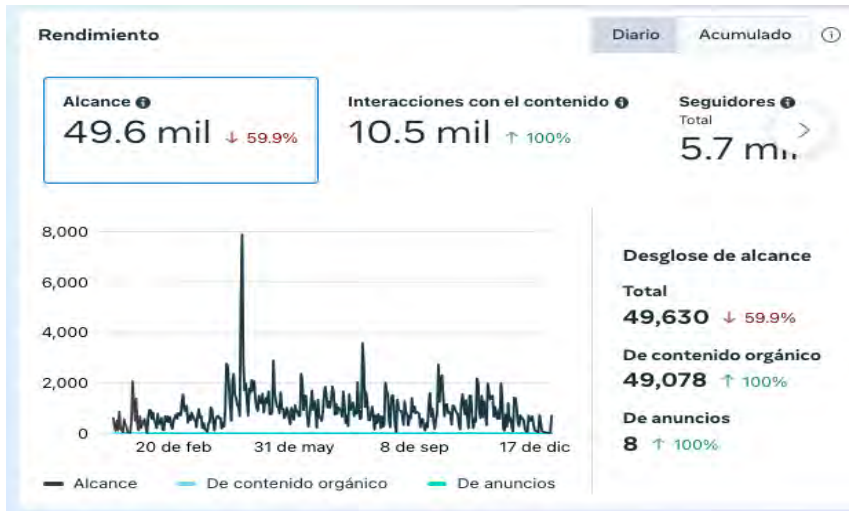 Rendimiento
Diario
Acumulado
Alcance
49.6 mil ↓ 59.9%
Interacciones con el contenido
10.5 mil ↑ 100%
Seguidores
Total
5.7
8,000
6,000
4,000
2,000
0
20 de feb
31 de may
8 de sep
17 de dic
Alcance
De contenido orgánico
De anuncios
Desglose de alcance
Total
49,630 ↓ 59.9%
De contenido orgánico
49,078 ↑ 100%
De anuncios
8 ↑ 100%